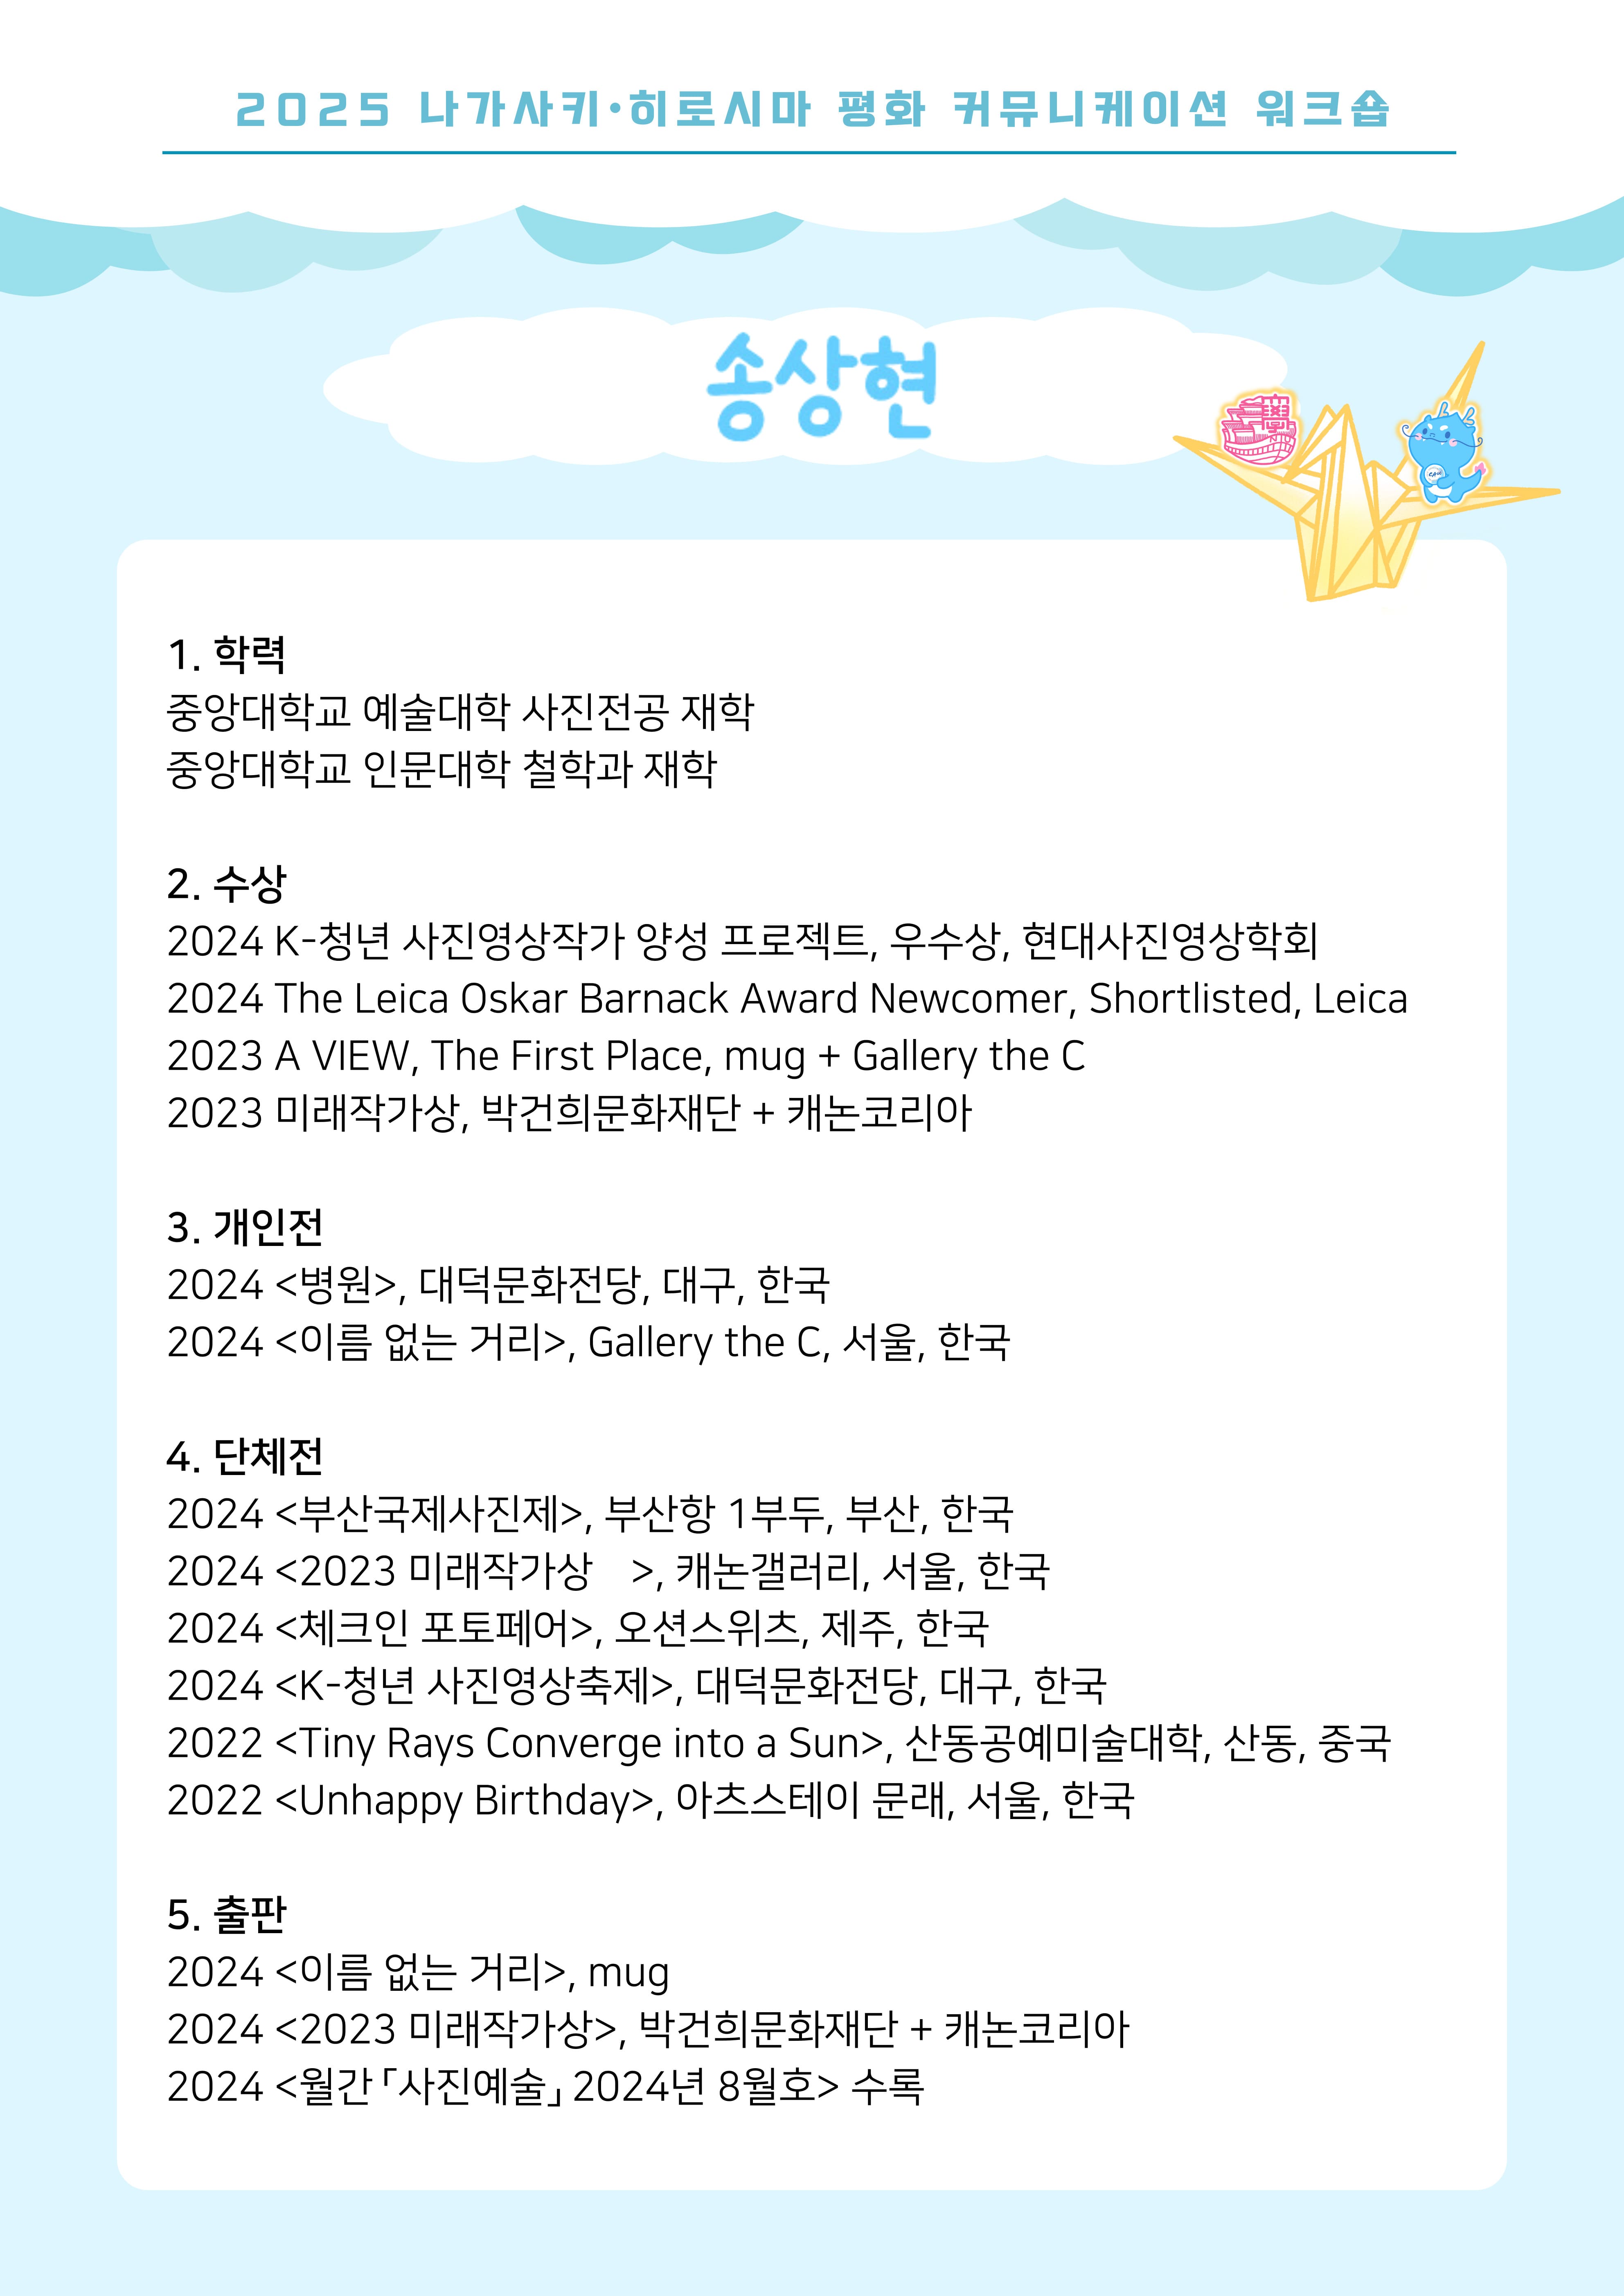 2025 나가사키·히로시마 평화 커뮤니케이션 워크숍
송상현
1. 학력
중앙대학교 예술대학 사진전공 재학
중앙대학교 인문대학 철학과 재학
2. 수상
2024 K-청년 사진영상작가 양성 프로젝트, 우수상, 현대사진영상학회
2024 The Leica Oskar Barnack Award Newcomer, Shortlisted, Leica
2023 A VIEW, The First Place, mug + Gallery the C
2023 미래작가상, 박건희문화재단 + 캐논코리아
3. 개인전
2024 <병원>, 대덕문화전당, 대구, 한국
2024 <이름 없는 거리>, Gallery the C, 서울, 한국
4. 단체전
2024 <부산국제사진제>, 부산항 1부두, 부산, 한국
2024 <2023 미래작가상   >, 캐논갤러리, 서울, 한국
2024 <체크인 포토페어>, 오션스위츠, 제주, 한국
2024 <K-청년 사진영상축제>, 대덕문화전당, 대구, 한국
2022 <Tiny Rays Converge into a Sun>, 산동공예미술대학, 산동, 중국
2022 <Unhappy Birthday>, 아츠스테이 문래, 서울, 한국
5. 출판
2024 <이름 없는 거리>, mug
2024 <2023 미래작가상>, 박건희문화재단 + 캐논코리아
2024 <월간 「사진예술」 2024년 8월호> 수록